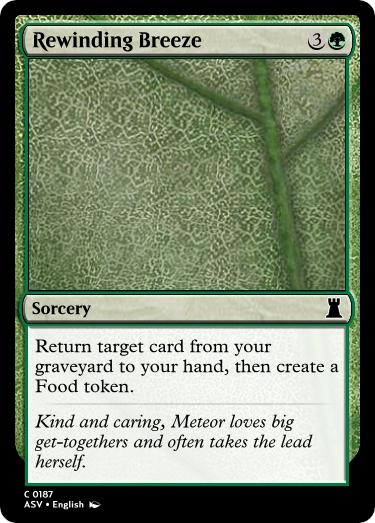 Rewinding Breeze 3
Sorcery
Return target card from your
graveyard to your hand, then create a
Food token.
Kind and caring, Meteor loves big
get-togethers and often takes the lead
herself.
C 0187
ASV • English